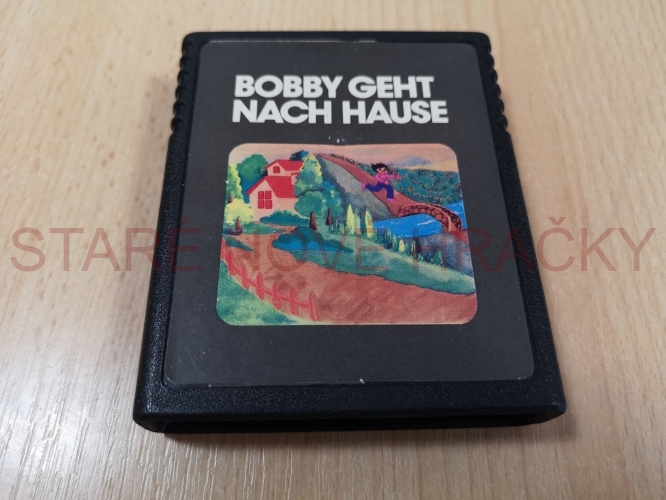 BOBBY GEHT
NACH HAUSE
STARÉ NOVÉ HRAČKY